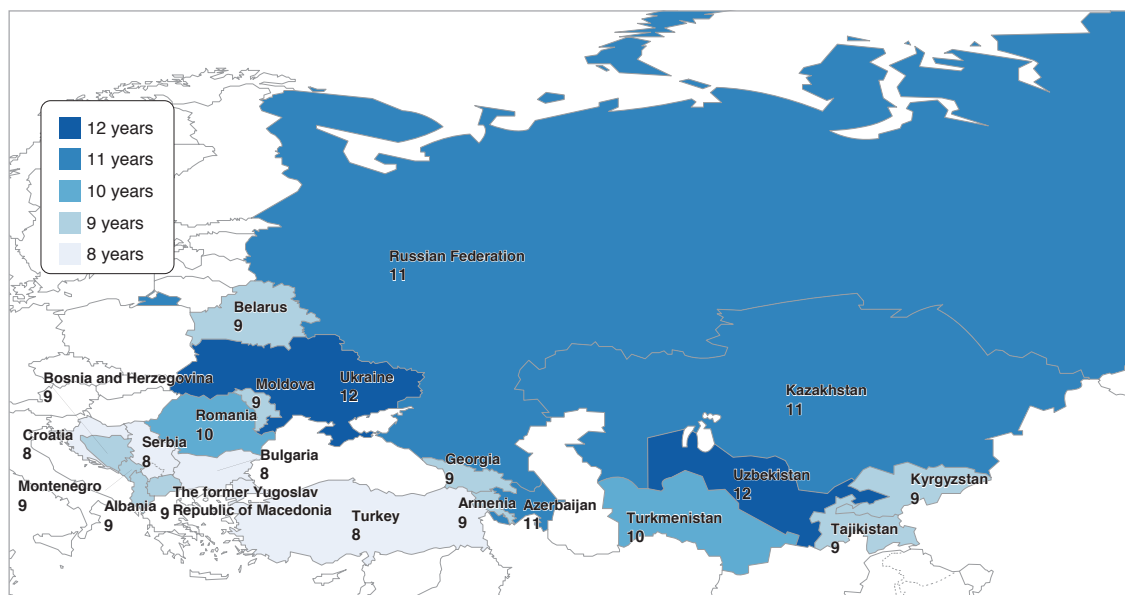 12 years
11 years
10 years
9 years
8 years
Russian Federation
11
Belarus
9
Bosnia and Herzegovina
9
Moldova
9
Ukraine
12
Kazakhstan
11
Romania
10
Croatia
8
Serbia
8
Bulgaria
8
Georgia
9
Uzbekistan
12
Kyrgyzstan
9
Montenegro
9
Albania
9
The former Yugoslav
9 Republic of Macedonia
Turkey
8
Armenia
9
Azerbaijan
11
Turkmenistan
10
Tajikistan
9